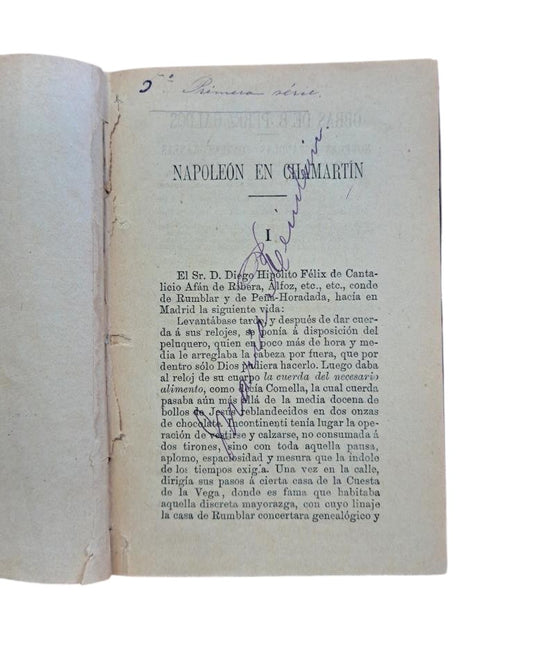 5ª Primera série.
NAPOLEÓN EN CHAMARTÍN
I
El Sr. D. Diego Hipólito Félix de Canta-
licio Afán de Ribera, Alfoz, etc., etc., conde
de Rumblar y de Peña-Horadada, hacía en
Madrid la siguiente vida:
Levantábase tarde, y después de dar cuer-
da á sus relojes, se ponía á disposición del
peluquero, quien en poco más de hora y me-
dia le arreglaba la cabeza por fuera, que por
dentro sólo Dios pudiera hacerlo. Luego daba
al reloj de su cuerpo la cuerda del necesario
alimento, como decía Comella, la cual cuerda
pasaba aún más allá de la media docena de
bollos de Jesús reblandecidos en dos onzas
de chocolate. Incontinenti tenía lugar la ope-
ración de vestirse y calzarse, no consumada á
dos tirones, sino con toda aquella pausa,
aplomo, espaciosidad y mesura que la índole
de los tiempos exigía. Una vez en la calle,
dirigía sus pasos á cierta casa de la Cuesta
de la Vega, donde es fama que habitaba
aquella discreta mayorazga, con cuyo linaje
la casa de Rumblar concertara genealógico y